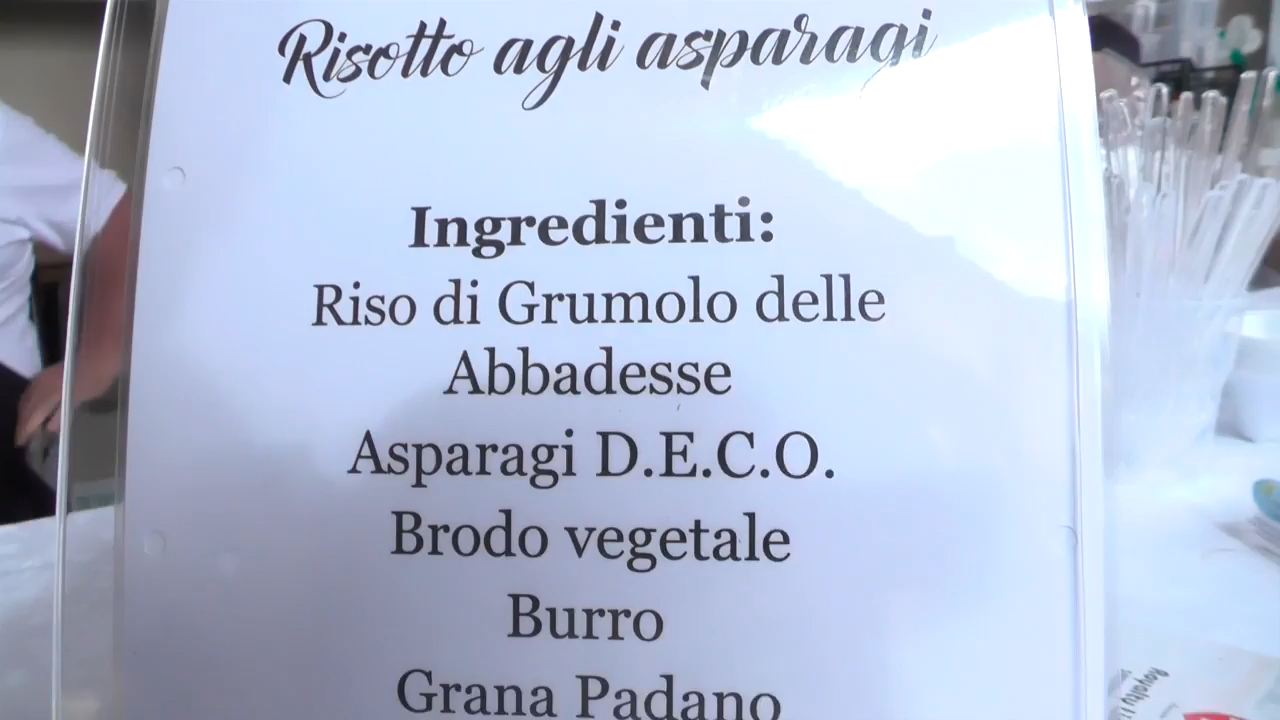 Risotto agli asparagi
Ingredienti:
Riso di Grumolo delle
Abbadesse
Asparagi D.E.C.O.
Brodo vegetale
Burro
Grana Padano